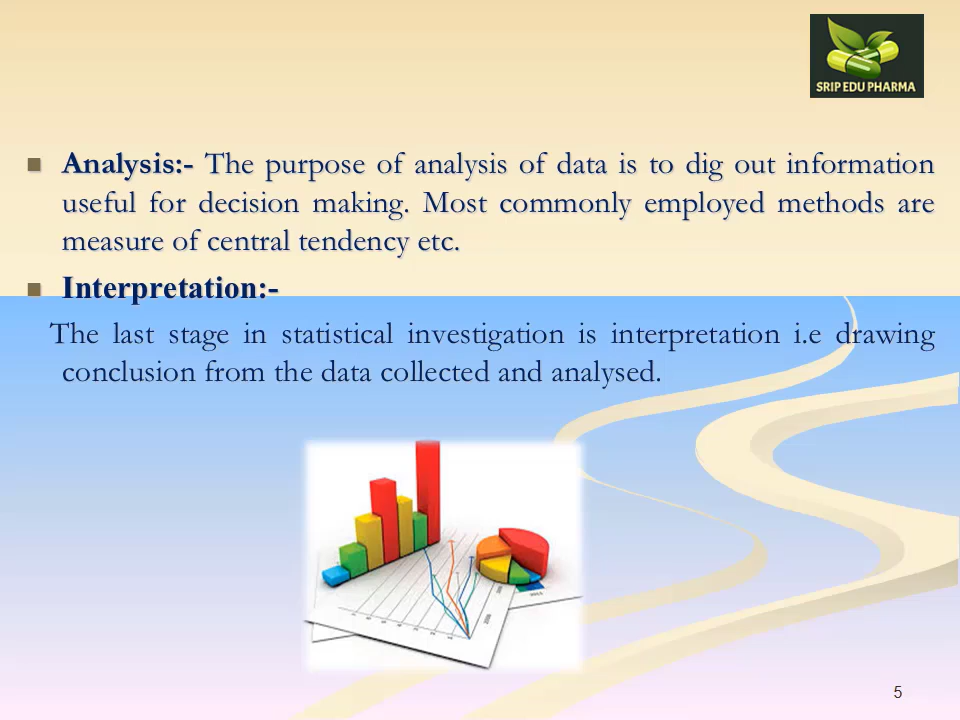 SRIP EDU PHARMA
Analysis:- The purpose of analysis of data is to dig out information
useful for decision making. Most commonly employed methods are
measure of central tendency etc.
Interpretation:-
The last stage in statistical investigation is interpretation i.e drawing
conclusion from the data collected and analysed.
5